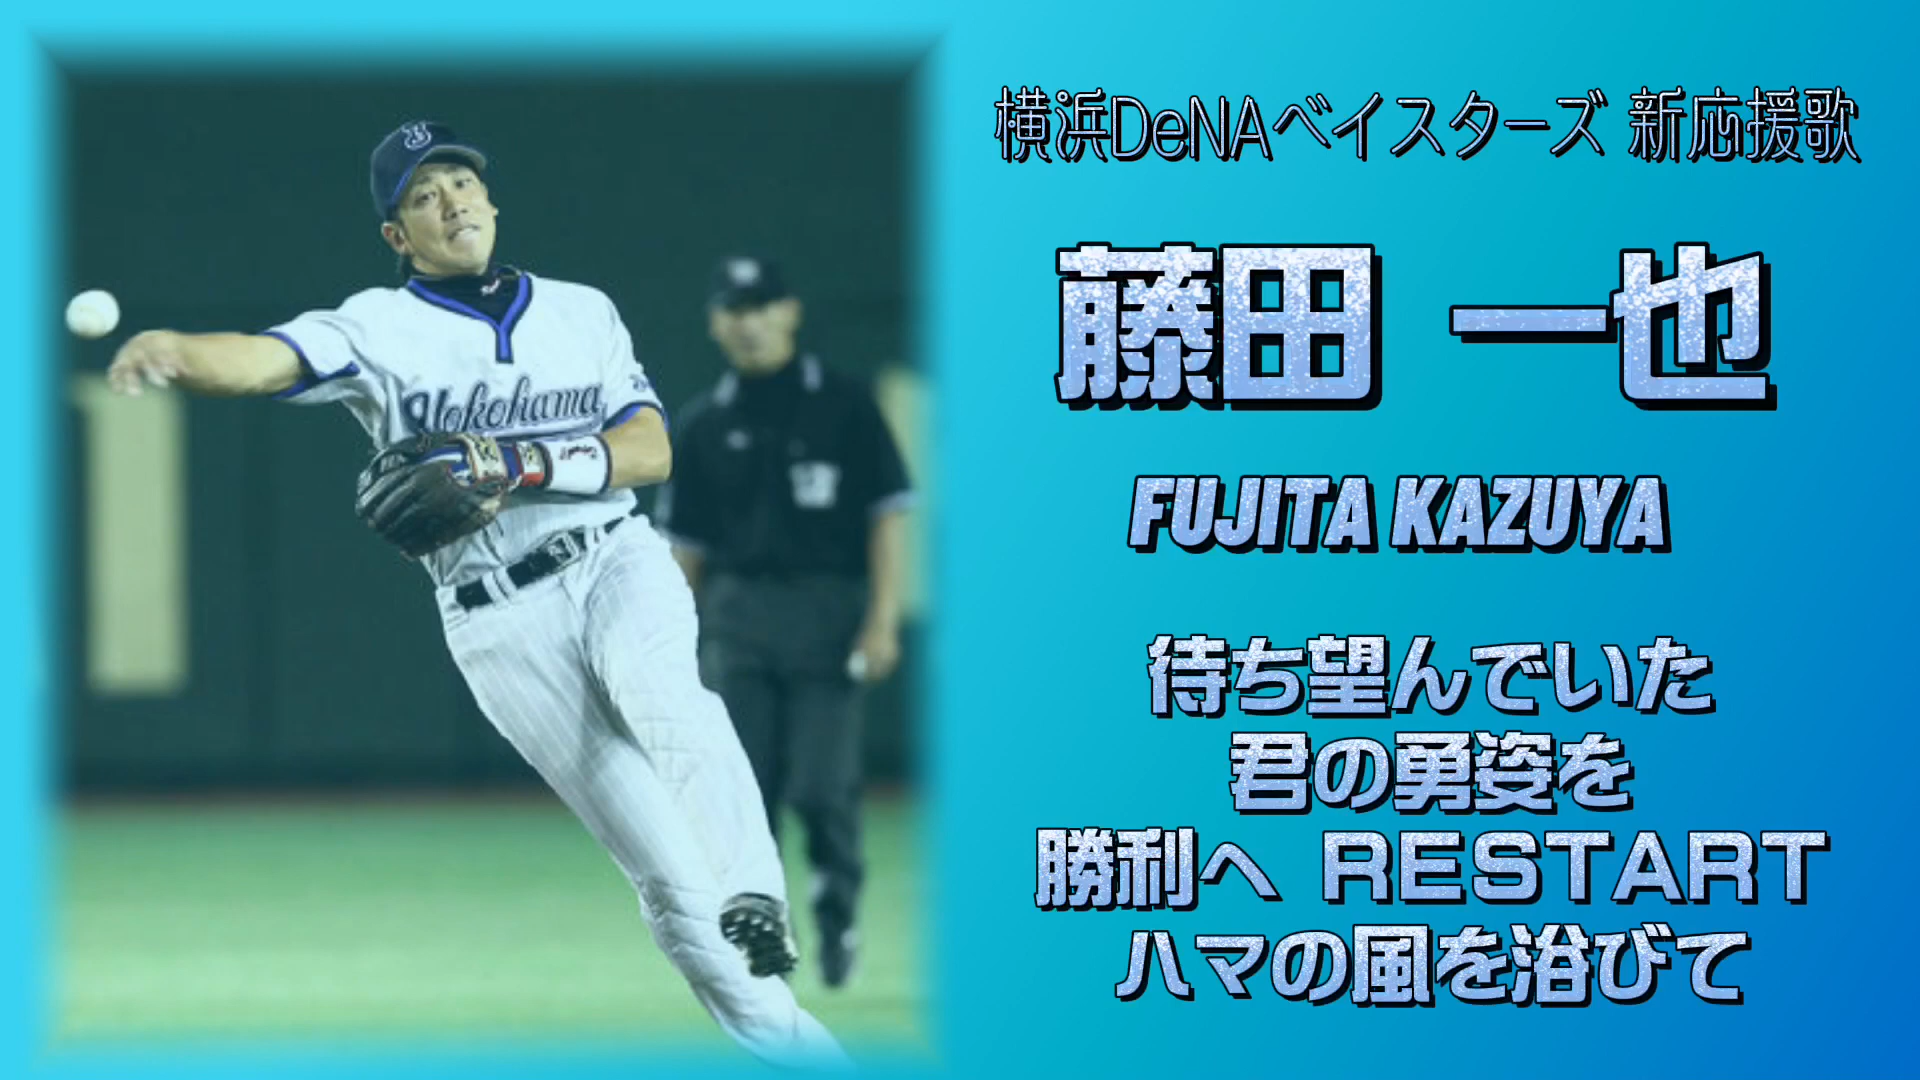 横浜DeNAベイスターズ 新応援歌
藤田 一也
FUJITA KAZUYA
待ち望んでいた
君の勇姿を
勝利へ RESTART
ハマの風を浴びて
Yokohama